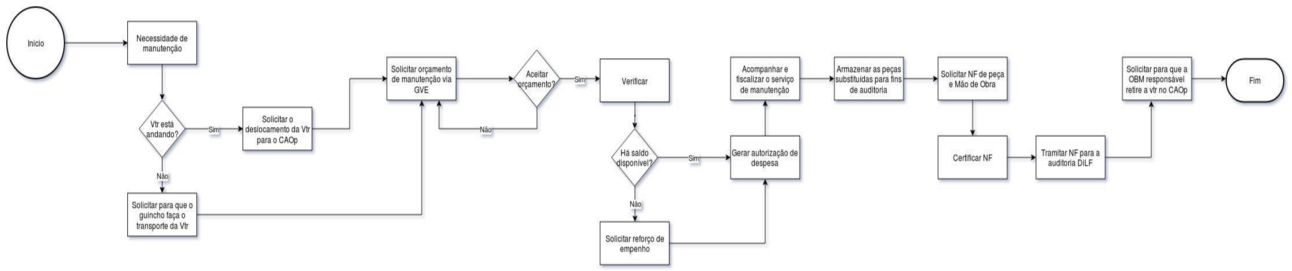 Inicio
Necessidade de
manutenção
Vtr está
andando?
Sim
Solicitar o
deslocamento da Vtr
para o CAOp
Não
Solicitar para que o
guincho faça o
transporte da Vtr
Solicitar orçamento
de manutenção via
GVE
Aceitar
orçamento?
Sim
Não
Verificar
Há saldo
disponível?
Sim
Não
Solicitar reforço de
empenho
Gerar autorização de
despesa
Acompanhar e
fiscalizar o serviço
de manutenção
Armazenar as peças
substituidas para fins
de auditoria
Solicitar NF de peça
e Mão de Obra
Certificar NF
Tramitar NF para a
auditoria DiLF
Solicitar para que a
OBM responsável
retire a vtr no CAOp
Fim